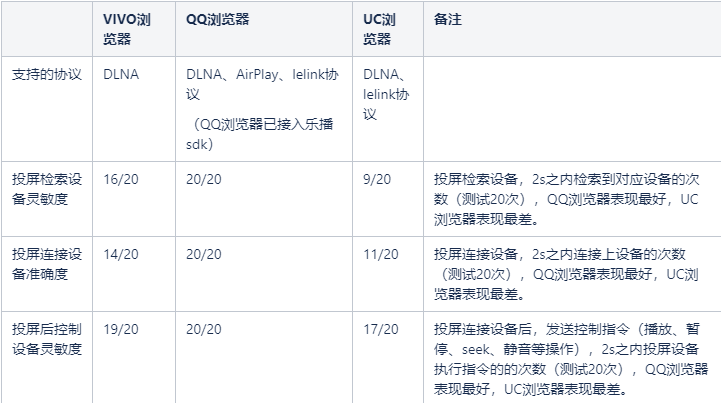 VIVO浏览器
QQ浏览器
UC浏览器
备注
支持的协议
DLNA
DLNA、AirPlay、lelink协议
（QQ浏览器已接入乐播sdk）
DLNA、lelink协议
投屏检索设备灵敏度
16/20
20/20
9/20
投屏检索设备，2s之内检索到对应设备的次数（测试20次），QQ浏览器表现最好，UC浏览器表现最差。
投屏连接设备准确度
14/20
20/20
11/20
投屏连接设备，2s之内连接上设备的次数（测试20次），QQ浏览器表现最好，UC浏览器表现最差。
投屏后控制设备灵敏度
19/20
20/20
17/20
投屏连接设备后，发送控制指令（播放、暂停、seek、静音等操作），2s之内投屏设备执行指令的的次数（测试20次），QQ浏览器表现最好，UC浏览器表现最差。